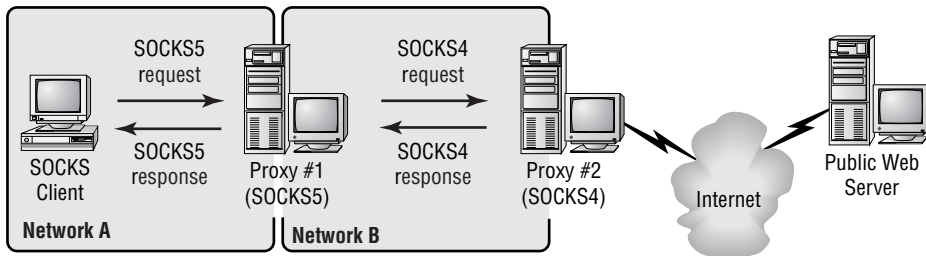 SOCKS5
request
SOCKS5
response
SOCKS
Client
Network A
Proxy #1
(SOCKS5)
SOCKS4
request
SOCKS4
response
Network B
Proxy #2
(SOCKS4)
Internet
Public Web
Server